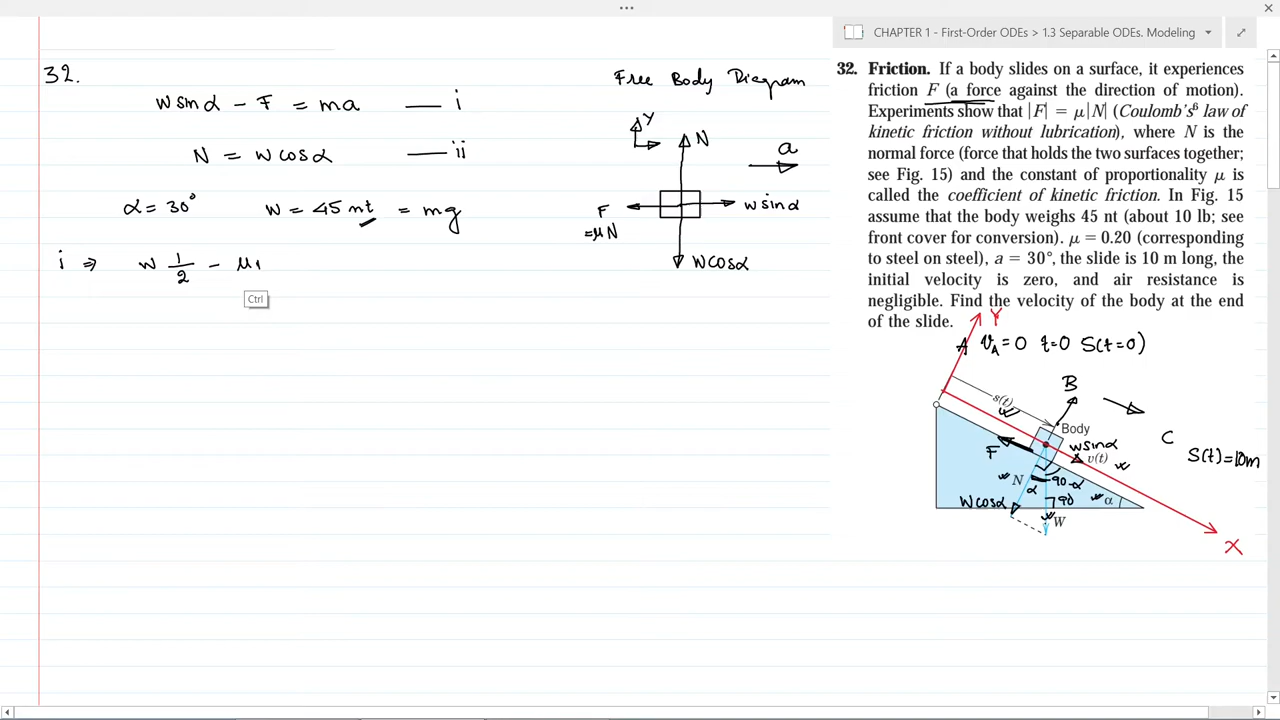 CHAPTER 1 - First-Order ODEs > 1.3 Separable ODEs. Modeling
32.
W sinα - F = ma —— i
N = W cosα —— ii
α = 30° W = 45 nt = mg
i ⇒ W 1/2 - μ
Ctrl
Free Body Diagram
Y
N
a
F
= μN
W sinα
W cosα
32. Friction. If a body slides on a surface, it experiences
friction F (a force against the direction of motion).
Experiments show that |F| = μ|N| (Coulomb's⁶ law of
kinetic friction without lubrication), where N is the
normal force (force that holds the two surfaces together;
see Fig. 15) and the constant of proportionality μ is
called the coefficient of kinetic friction. In Fig. 15
assume that the body weighs 45 nt (about 10 lb; see
front cover for conversion). μ = 0.20 (corresponding
to steel on steel), a = 30°, the slide is 10 m long, the
initial velocity is zero, and air resistance is
negligible. Find the velocity of the body at the end
of the slide.
Y
A V_A = 0 t=0 S(t=0)
s(t)
B
Body
W sinα
v(t)
C
S(t)=10m
F
N
α
90-α
90
W cosα
W
α
X